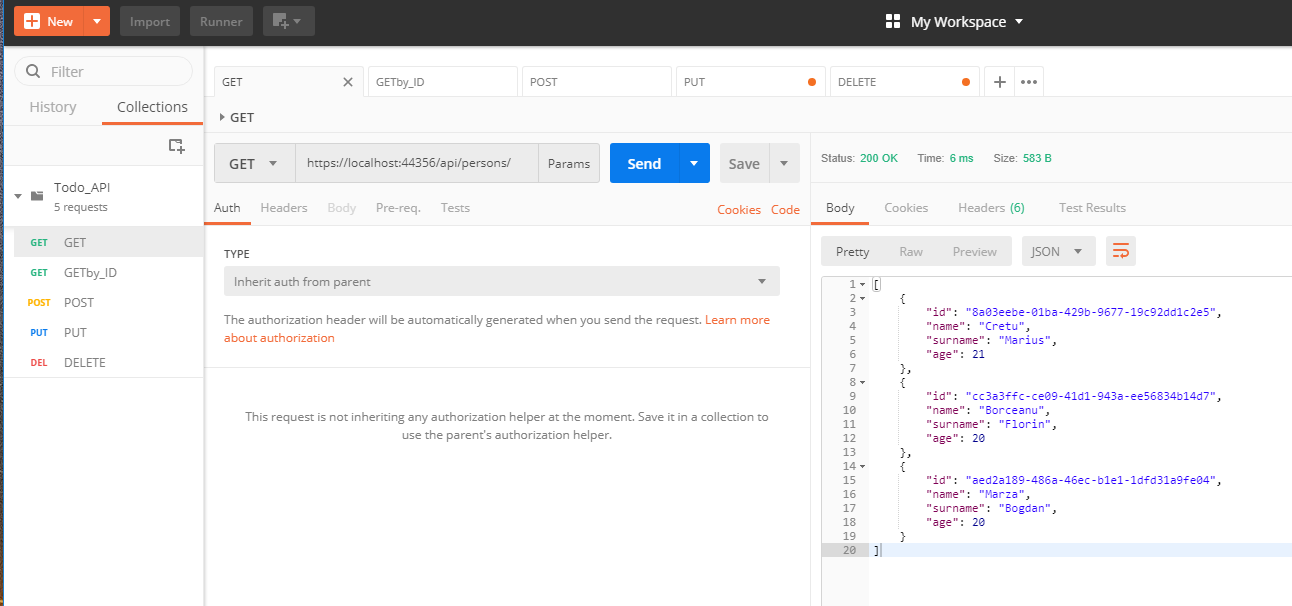 New Import Runner My Workspace
Filter
History Collections
Todo_API
5 requests
GET GET
GET GETby_ID
POST POST
PUT PUT
DEL DELETE
GET GETby_ID POST PUT DELETE
GET
GET https://localhost:44356/api/persons/ Params Send Save
Auth Headers Body Pre-req. Tests Cookies Code
TYPE
Inherit auth from parent
The authorization header will be automatically generated when you send the request. Learn more
about authorization
This request is not inheriting any authorization helper at the moment. Save it in a collection to
use the parent's authorization helper.
Status: 200 OK Time: 6 ms Size: 583 B
Body Cookies Headers (6) Test Results
Pretty Raw Preview JSON
1 [
2 {
3 "id": "8a03eebe-01ba-429b-9677-19c92dd1c2e5",
4 "name": "Cretu",
5 "surname": "Marius",
6 "age": 21
7 },
8 {
9 "id": "cc3a3ffc-ce09-41d1-943a-ee56834b14d7",
10 "name": "Borceanu",
11 "surname": "Florin",
12 "age": 20
13 },
14 {
15 "id": "aed2a189-486a-46ec-b1e1-1dfd31a9fe04",
16 "name": "Marza",
17 "surname": "Bogdan",
18 "age": 20
19 }
20 ]